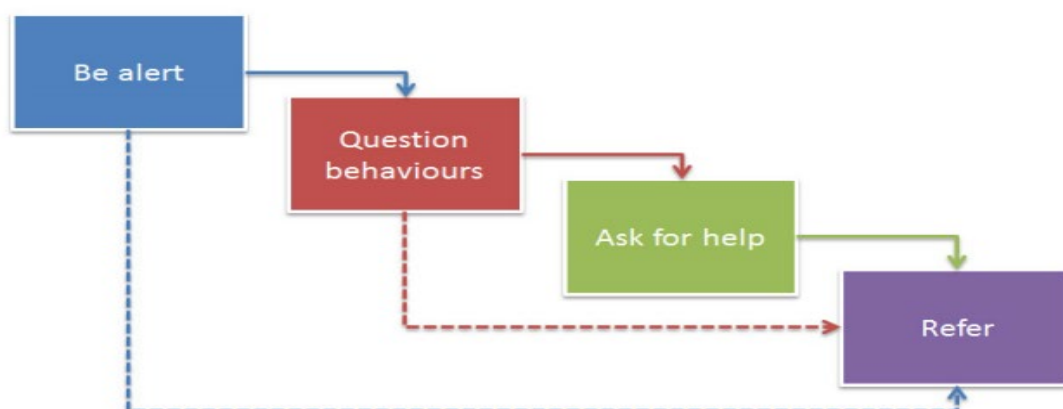 Be alert
Question
behaviours
Ask for help
Refer